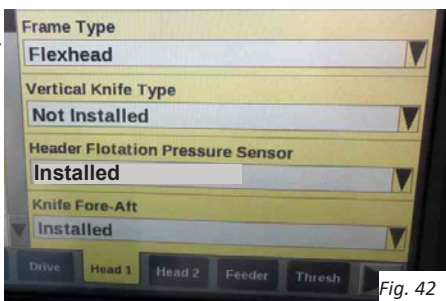 Frame Type
Flexhead
Vertical Knife Type
Not Installed
Header Flotation Pressure Sensor
Installed
Knife Fore-Aft
Installed
Drive Head 1 Head 2 Feeder Thresh
Fig. 42